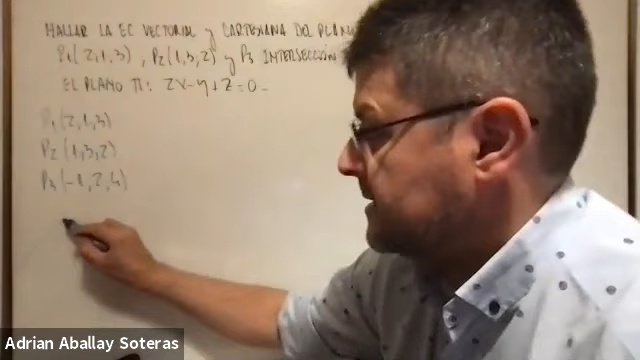 HALLAR LA EC VECTORIAL y CARTESIANA DEL PLANO
P1(2,1,3), P2(1,3,2) y P3 INTERSECCIÓN
EL PLANO π: 2x-y+z=0.
P1(2,1,3)
P2(1,3,2)
P3(-1,2,4)
Adrian Aballay Soteras